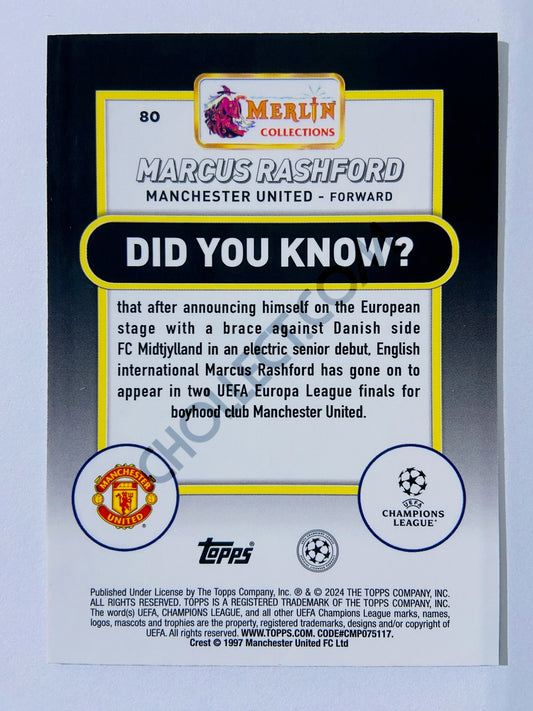 80
MERLIN
COLLECTIONS
MARCUS RASHFORD
MANCHESTER UNITED - FORWARD
DID YOU KNOW?
that after announcing himself on the European
stage with a brace against Danish side
FC Midtjylland in an electric senior debut, English
international Marcus Rashford has gone on to
appear in two UEFA Europa League finals for
boyhood club Manchester United.
CHOLLECT.COM
MANCHESTER
UNITED
UEFA
CHAMPIONS
LEAGUE
Topps
Published Under License by The Topps Company, Inc. ® & © 2024 THE TOPPS COMPANY, INC.
ALL RIGHTS RESERVED. TOPPS IS A REGISTERED TRADEMARK OF THE TOPPS COMPANY, INC.
The word(s) UEFA, CHAMPIONS LEAGUE, and all other UEFA Champions League marks, names,
logos, mascots and trophies are the property, registered trademarks, designs and/or copyright of
UEFA. All rights reserved. WWW.TOPPS.COM. CODE#CMP075117.
Crest © 1997 Manchester United FC Ltd